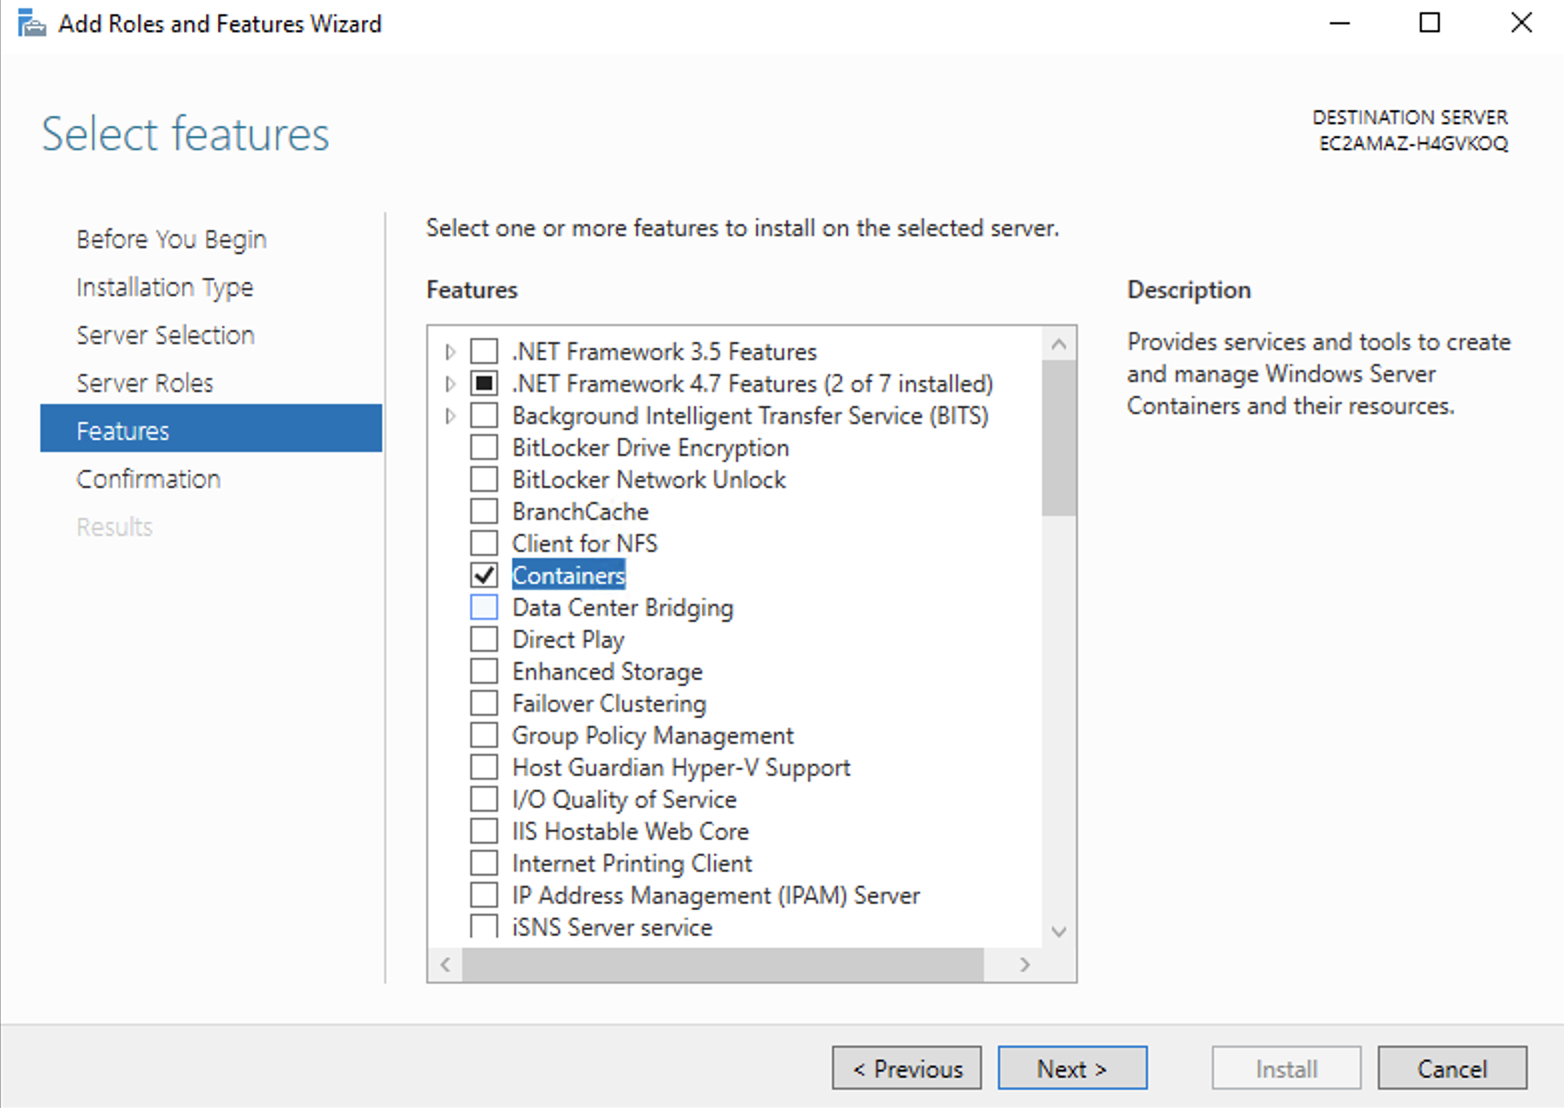 Add Roles and Features Wizard
Select features
DESTINATION SERVER
EC2AMAZ-H4GVKOQ
Before You Begin
Installation Type
Server Selection
Server Roles
Features
Confirmation
Results
Select one or more features to install on the selected server.
Features
.NET Framework 3.5 Features
.NET Framework 4.7 Features (2 of 7 installed)
Background Intelligent Transfer Service (BITS)
BitLocker Drive Encryption
BitLocker Network Unlock
BranchCache
Client for NFS
Containers
Data Center Bridging
Direct Play
Enhanced Storage
Failover Clustering
Group Policy Management
Host Guardian Hyper-V Support
I/O Quality of Service
IIS Hostable Web Core
Internet Printing Client
IP Address Management (IPAM) Server
iSNS Server service
Description
Provides services and tools to create
and manage Windows Server
Containers and their resources.
< Previous
Next >
Install
Cancel